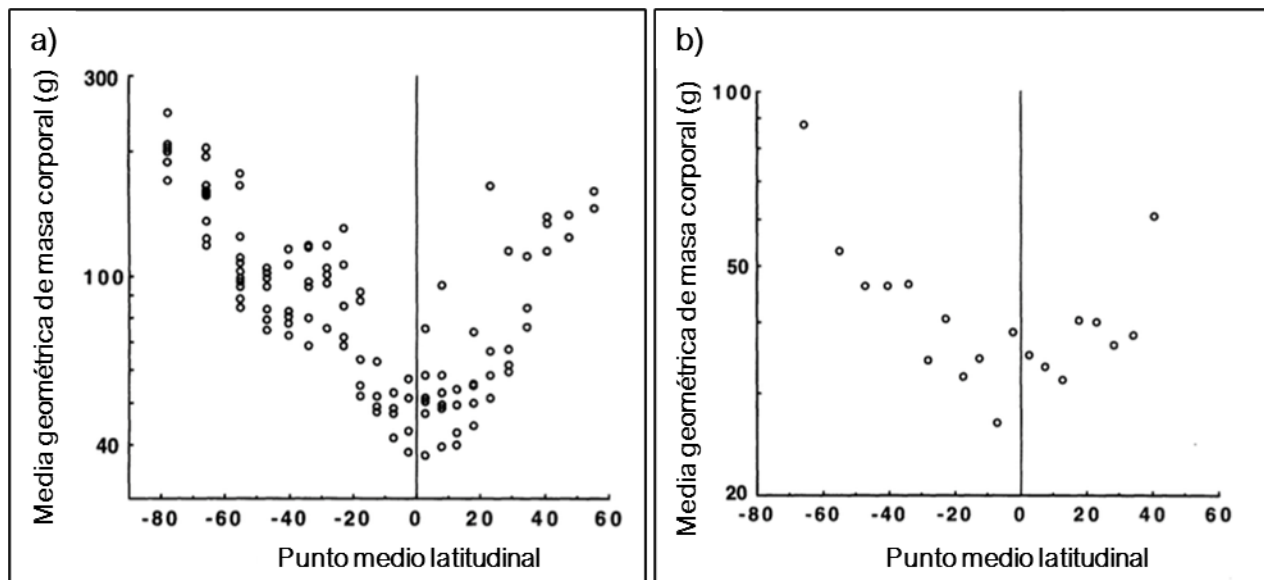 a)
Media geométrica de masa corporal (g)
300
100
40
-80 -60 -40 -20 0 20 40 60
Punto medio latitudinal
b)
Media geométrica de masa corporal (g)
100
50
20
-80 -60 -40 -20 0 20 40 60
Punto medio latitudinal